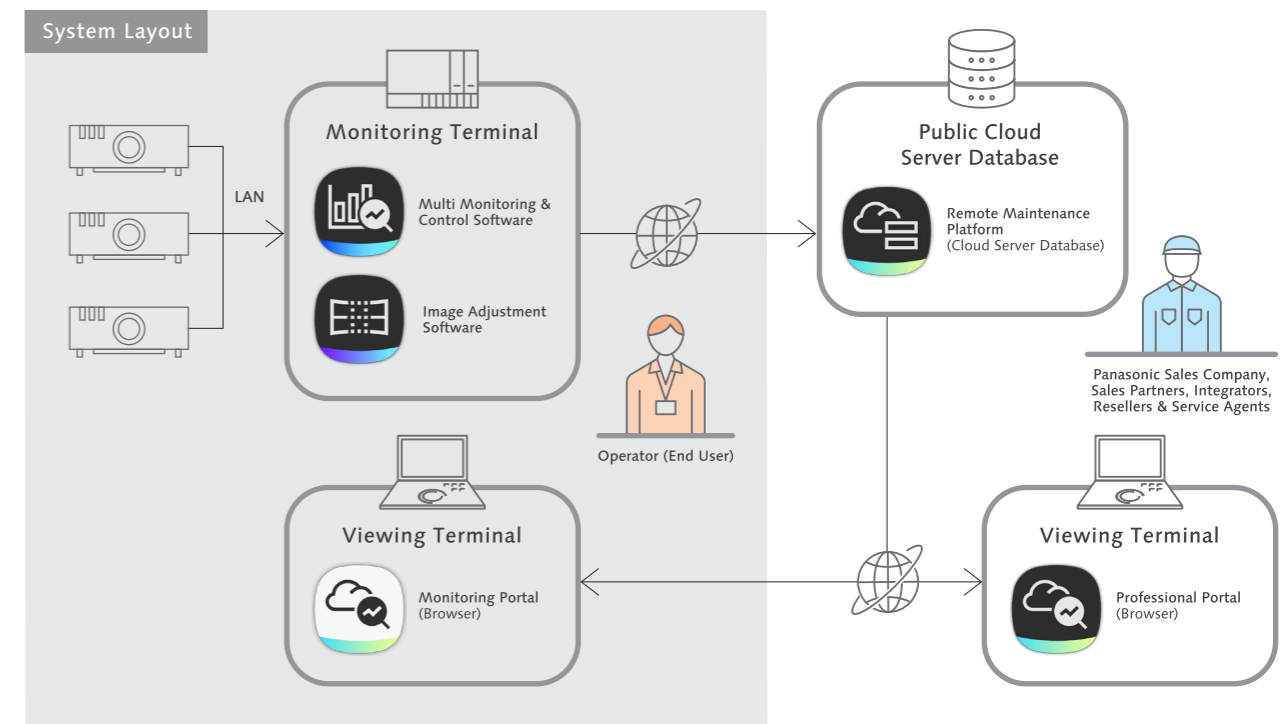 System Layout
LAN
Monitoring Terminal
Multi Monitoring &
Control Software
Image Adjustment
Software
Public Cloud
Server Database
Remote Maintenance
Platform
(Cloud Server Database)
Operator (End User)
Panasonic Sales Company,
Sales Partners, Integrators,
Resellers & Service Agents
Viewing Terminal
Monitoring Portal
(Browser)
Viewing Terminal
Professional Portal
(Browser)